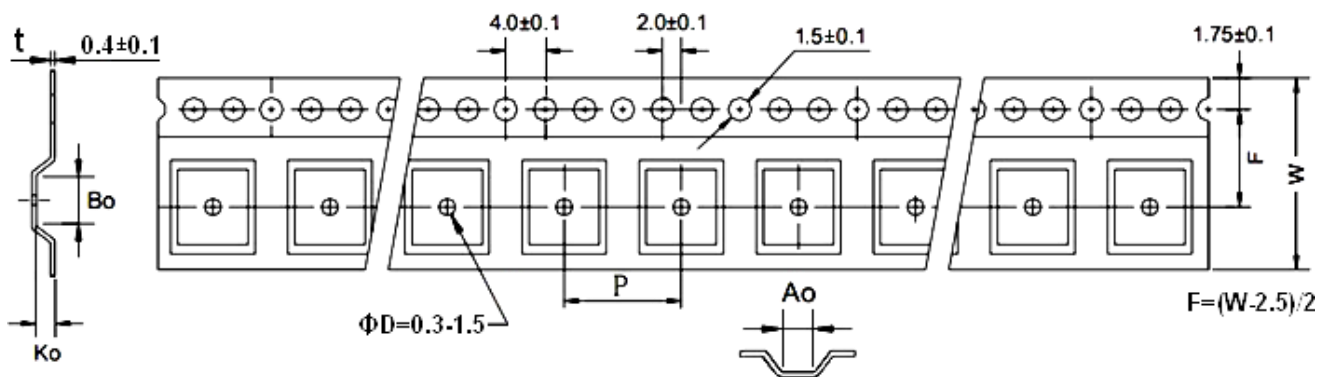 4.0±0.1
2.0±0.1
1.5±0.1
1.75±0.1
t
0.4±0.1
Bo
F
W
P
Ao
ΦD=0.3-1.5
F=(W-2.5)/2
Ko